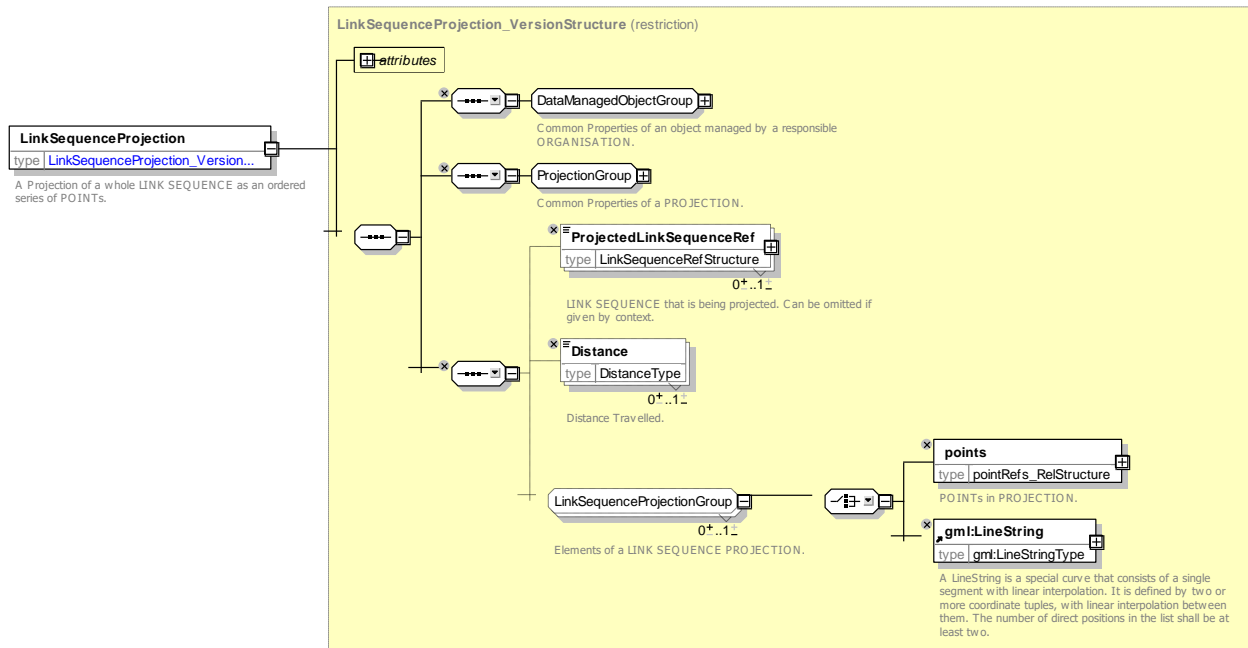 LinkSequenceProjection_VersionStructure (restriction)
attributes
DataManagedObjectGroup
Common Properties of an object managed by a responsible
ORGANISATION.
LinkSequenceProjection
type LinkSequenceProjection_Version...
A Projection of a whole LINK SEQUENCE as an ordered
series of POINTs.
ProjectionGroup
Common Properties of a PROJECTION.
ProjectedLinkSequenceRef
type LinkSequenceRefStructure
0±..1±
LINK SEQUENCE that is being projected. Can be omitted if
given by context.
Distance
type DistanceType
0±..1±
Distance Travelled.
LinkSequenceProjectionGroup
0±..1±
Elements of a LINK SEQUENCE PROJECTION.
points
type pointRefs_RelStructure
POINTs in PROJECTION.
gml:LineString
type gml:LineStringType
A LineString is a special curve that consists of a single
segment with linear interpolation. It is defined by two or
more coordinate tuples, with linear interpolation between
them. The number of direct positions in the list shall be at
least two.